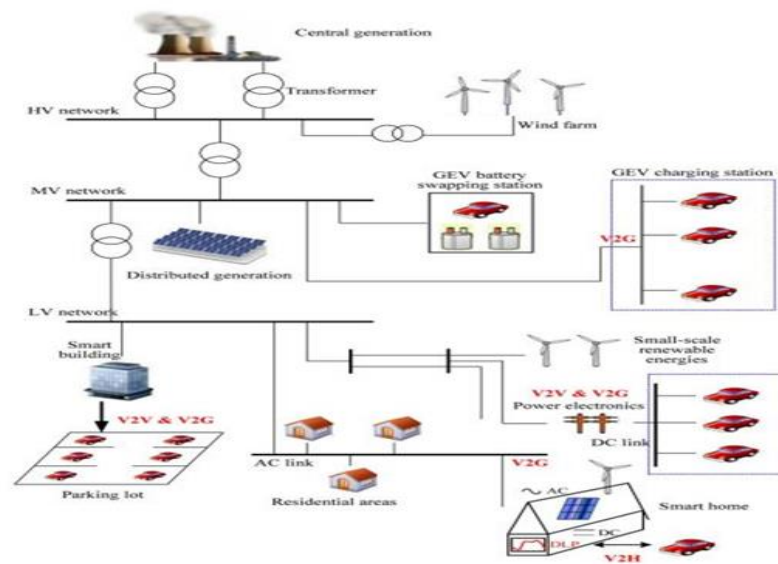 Central generation
Transformer
HV network
Wind farm
GEV battery
swapping station
GEV charging station
MV network
V2G
Distributed generation
LV network
Smart
building
Small-scale
renewable
energies
V2V & V2G
Power electronics
V2V & V2G
DC link
AC link
V2G
Parking lot
Residential areas
AC
Smart home
DC
DLP
V2H